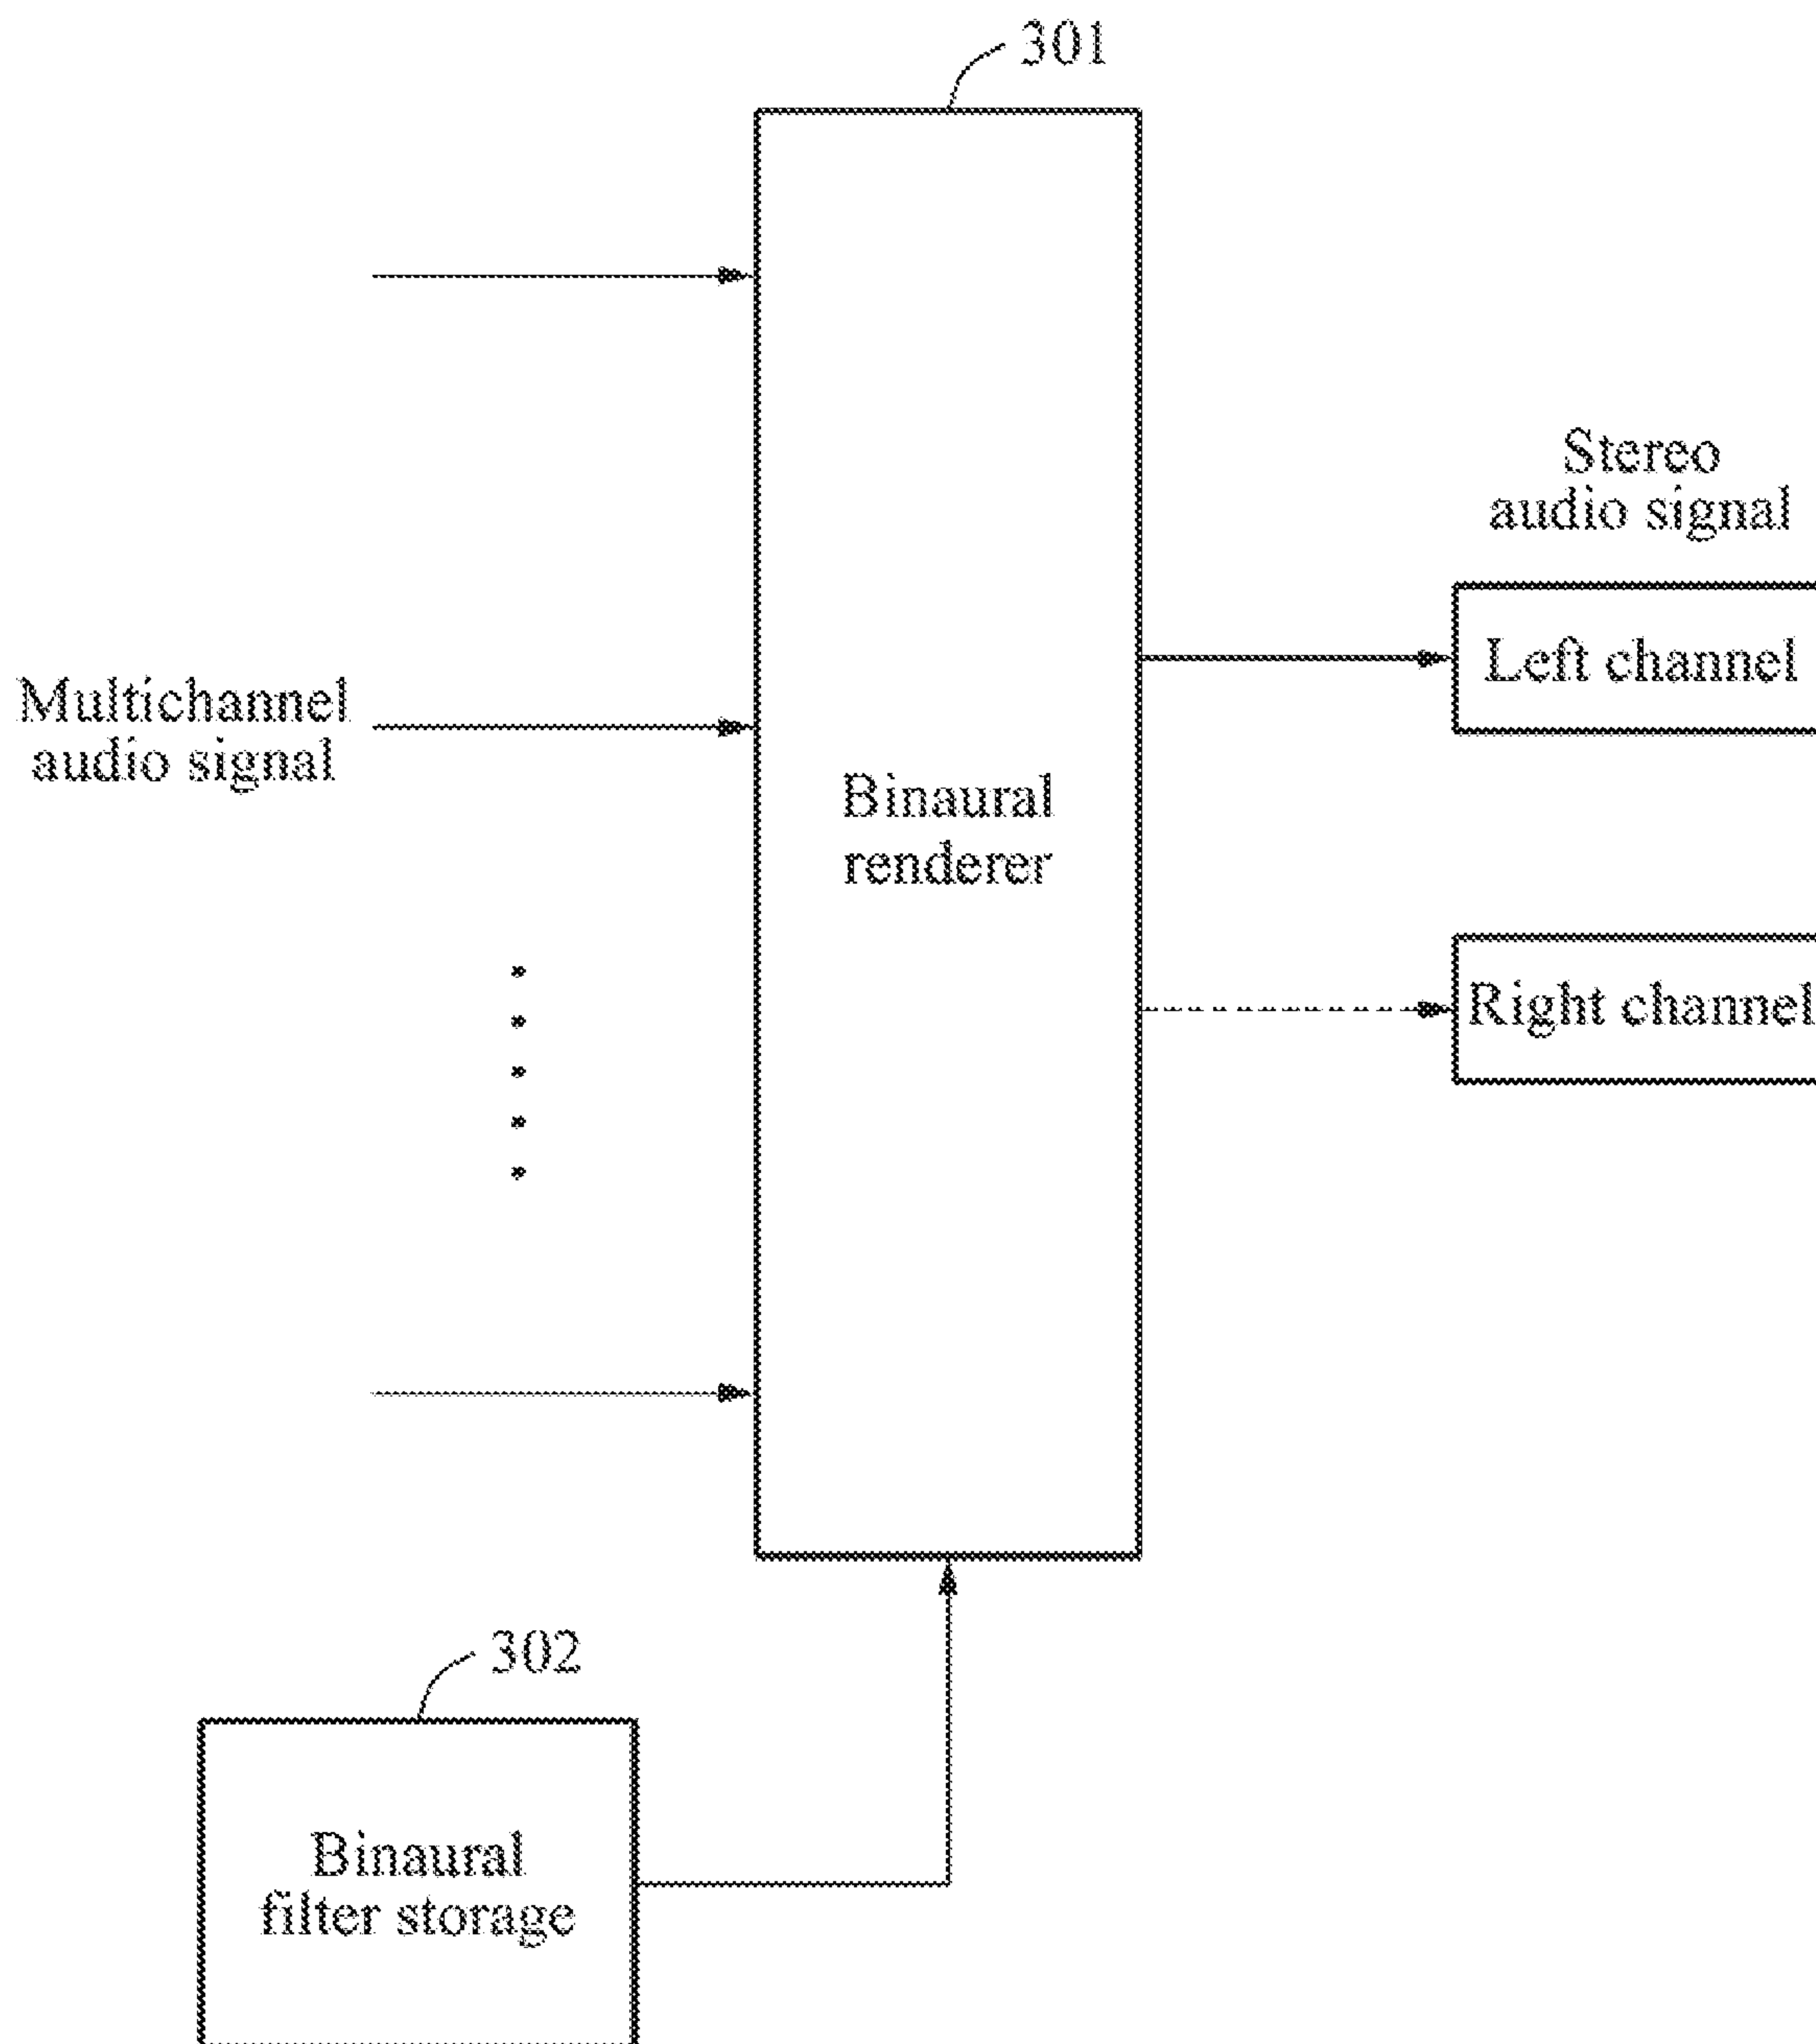 301
Stereo
audio signal
Left channel
Multichannel
audio signal
Binaural
renderer
Right channel
302
Binaural
filter storage